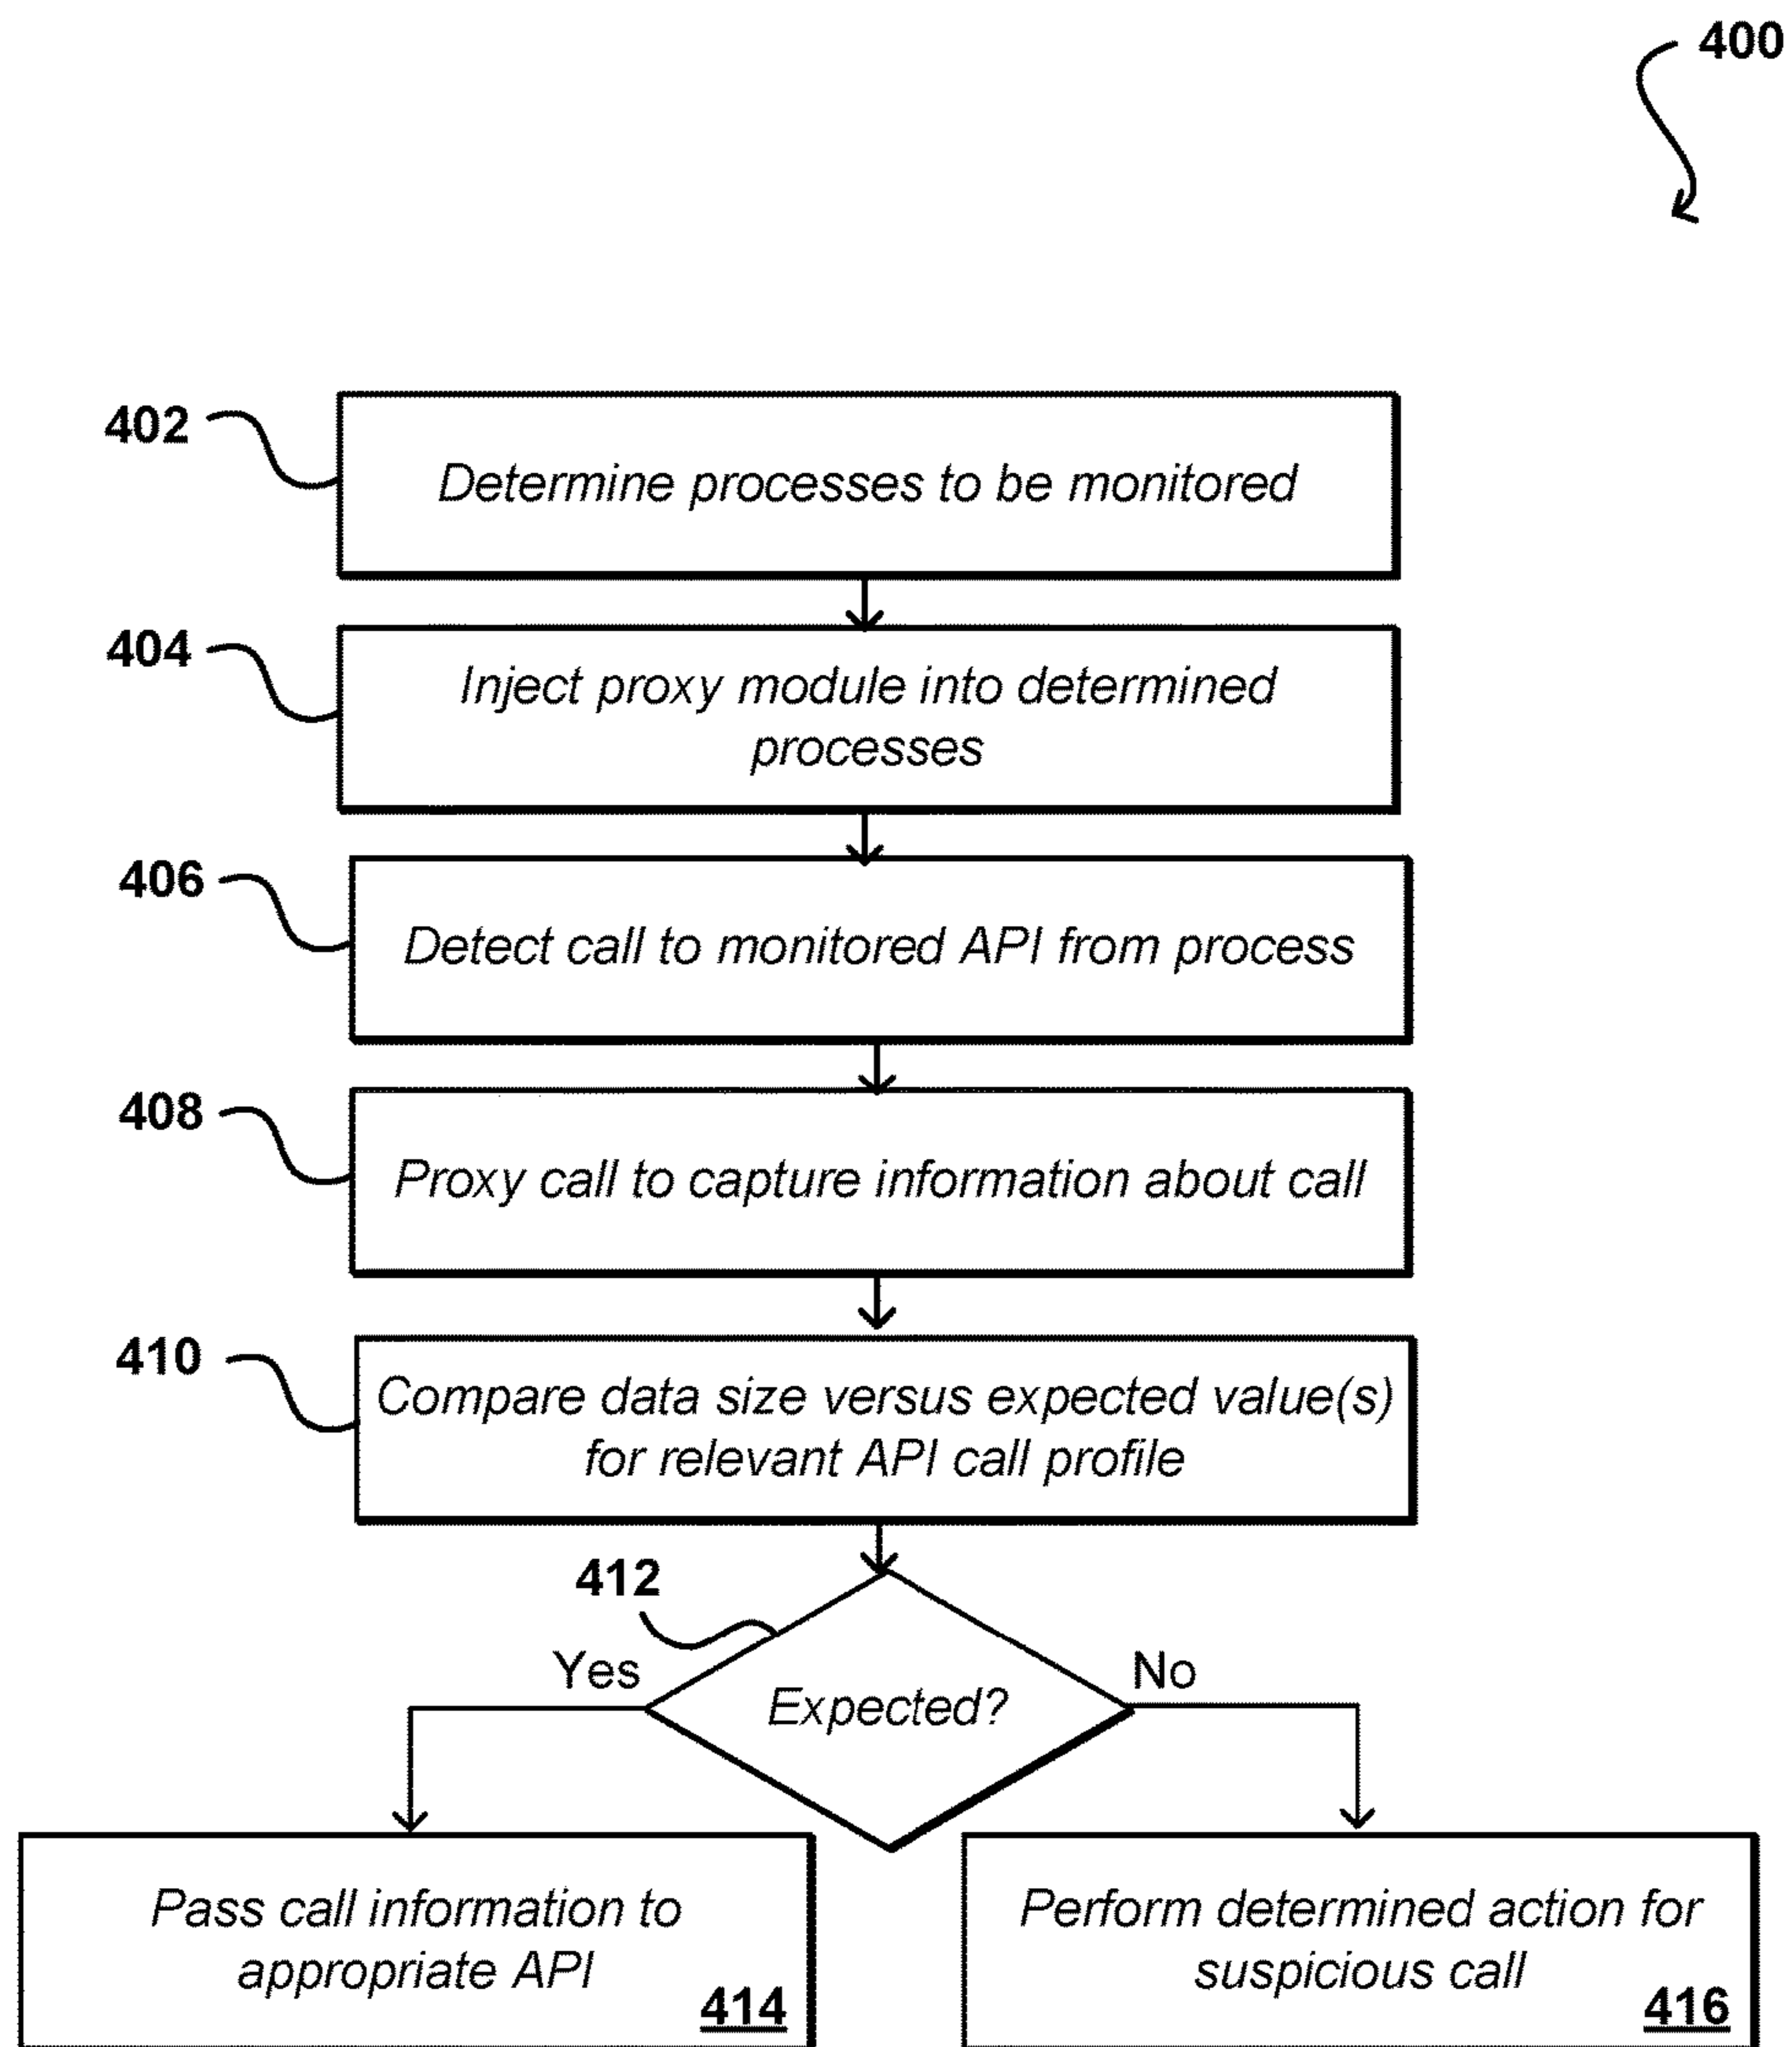 400
402
Determine processes to be monitored
404
Inject proxy module into determined
processes
406
Detect call to monitored API from process
408
Proxy call to capture information about call
410
Compare data size versus expected value(s)
for relevant API call profile
412
Yes
No
Expected?
Pass call information to
appropriate API
414
Perform determined action for
suspicious call
416